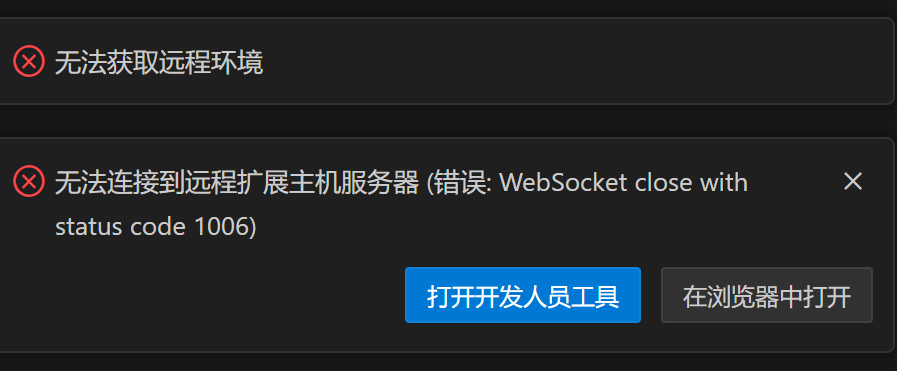 无法获取远程环境
无法连接到远程扩展主机服务器 (错误: WebSocket close with
status code 1006)
打开开发人员工具
在浏览器中打开